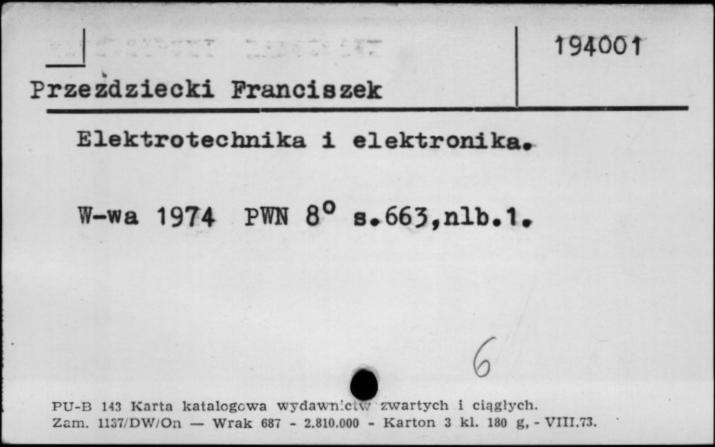 194001
Przeździecki Franciszek
Elektrotechnika i elektronika.
W-wa 1974 PWN 8° s.663,nlb.1.
6
PU-B 143 Karta katalogowa wydawnictw zwartych i ciągłych.
Zam. 1137/DW/On — Wrak 687 - 2.810.000 - Karton 3 kl. 180 g, - VIII.73.